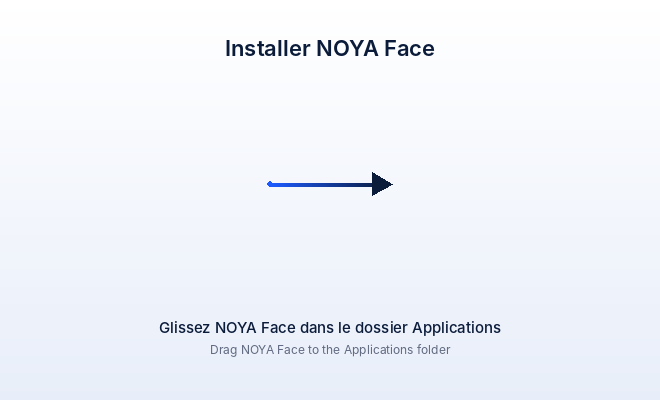 Installer NOYA Face
Glissez NOYA Face dans le dossier Applications
Drag NOYA Face to the Applications folder